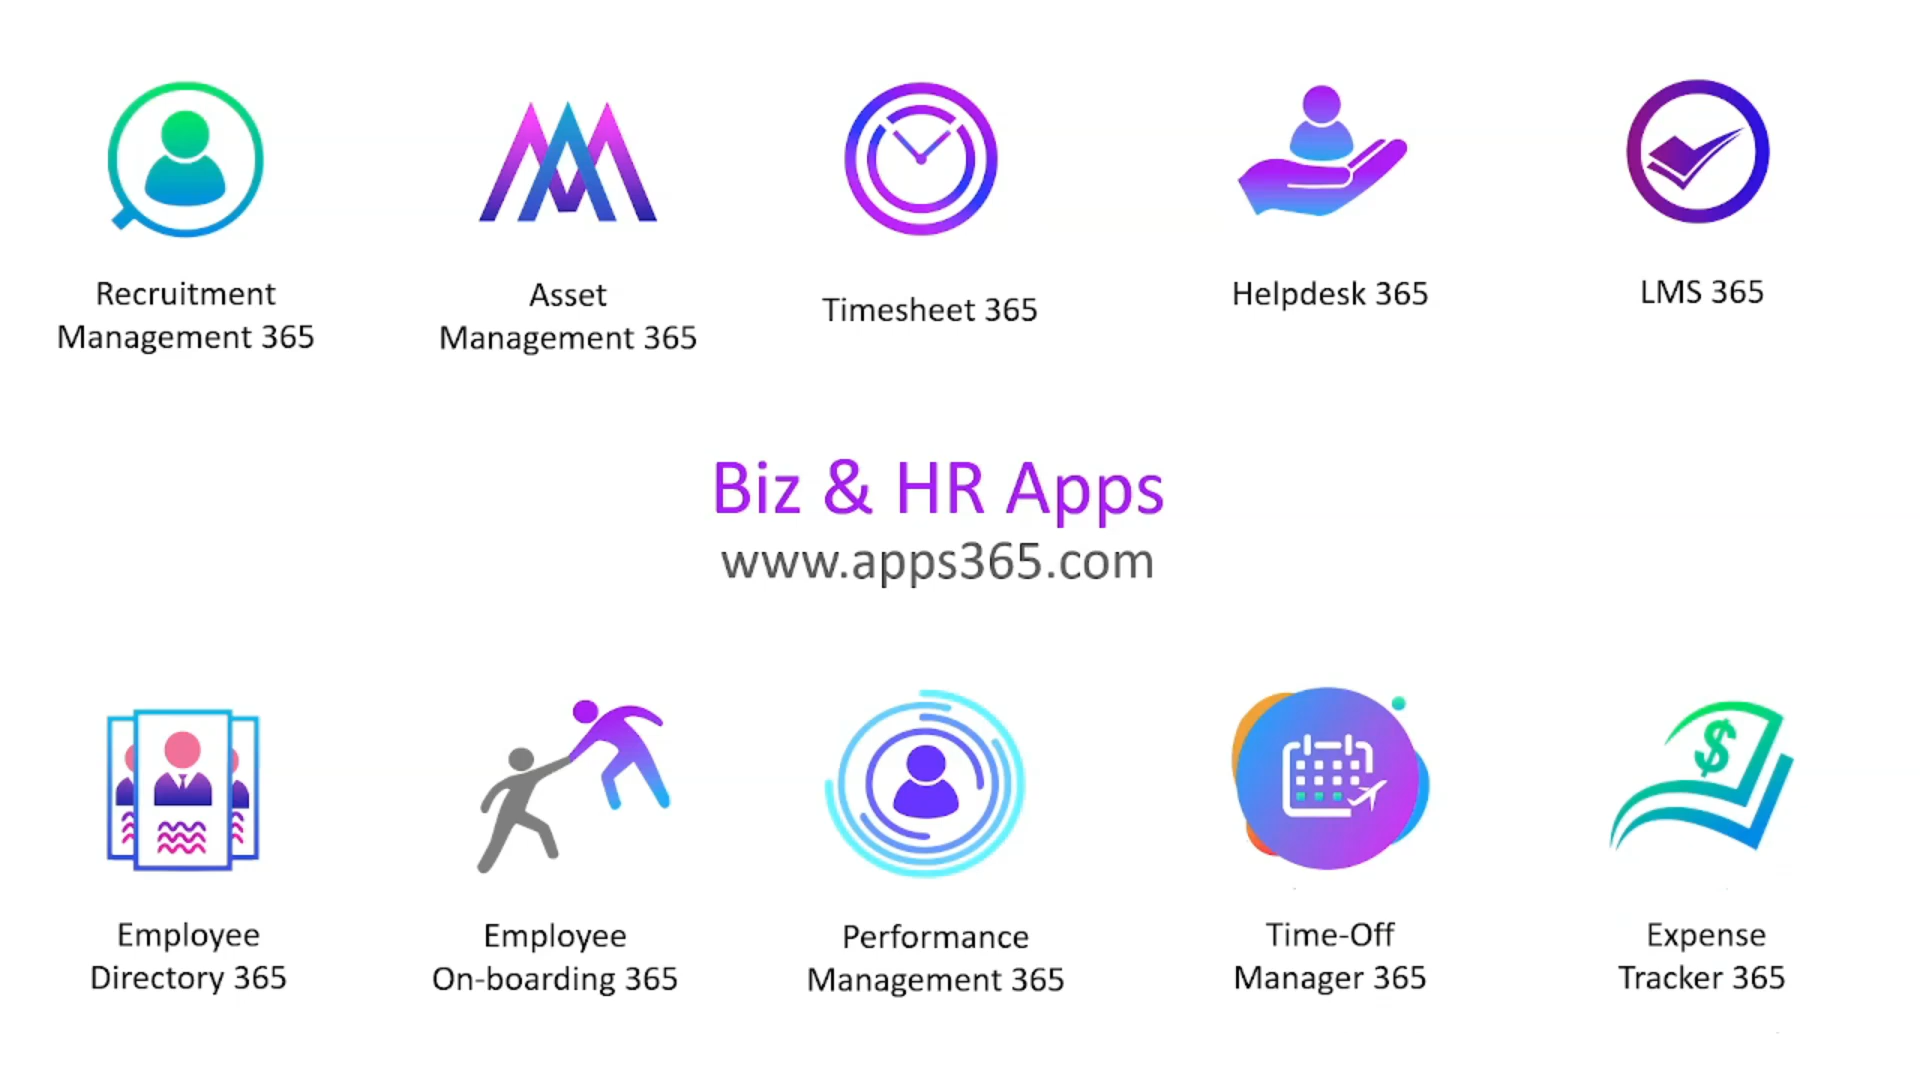 Recruitment
Management 365
Asset
Management 365
Timesheet 365
Helpdesk 365
LMS 365
Biz & HR Apps
www.apps365.com
Employee
Directory 365
Employee
On-boarding 365
Performance
Management 365
Time-Off
Manager 365
Expense
Tracker 365